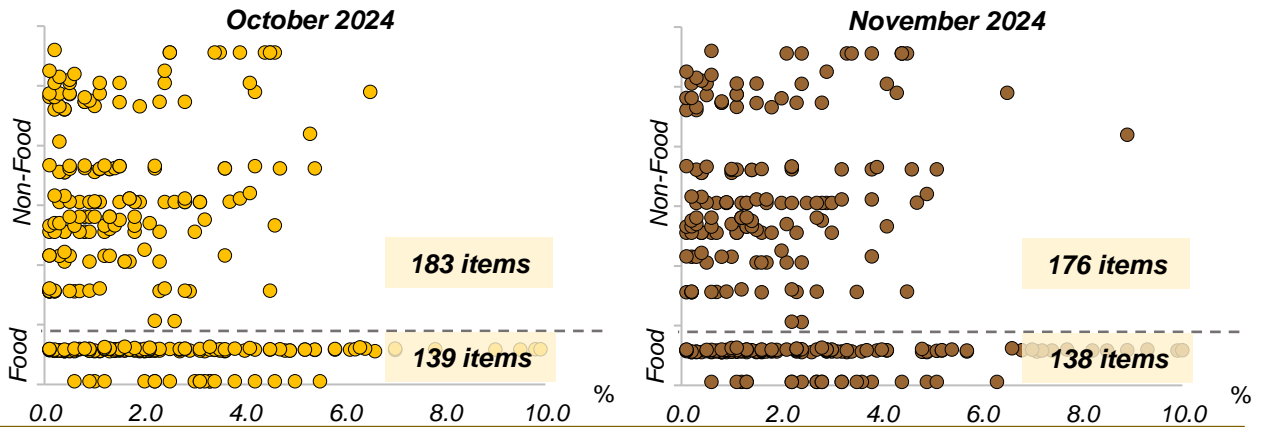 October 2024
Non-Food
Food
183 items
139 items
%
0.0 2.0 4.0 6.0 8.0 10.0
November 2024
Non-Food
Food
176 items
138 items
%
0.0 2.0 4.0 6.0 8.0 10.0